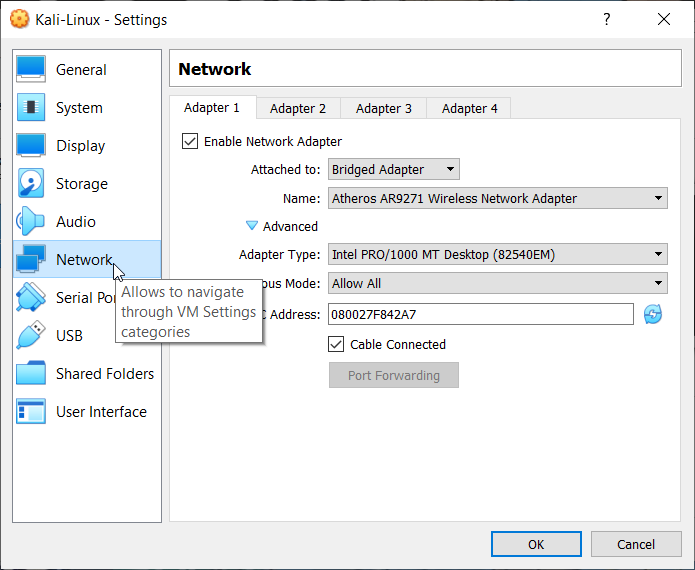 Kali-Linux - Settings
?
General
System
Display
Storage
Audio
Network
Serial Po
USB
Shared Folders
User Interface
Allows to navigate
through VM Settings
categories
Network
Adapter 1
Adapter 2
Adapter 3
Adapter 4
Enable Network Adapter
Attached to: Bridged Adapter
Name: Atheros AR9271 Wireless Network Adapter
Advanced
Adapter Type: Intel PRO/1000 MT Desktop (82540EM)
ous Mode: Allow All
C Address: 080027F842A7
Cable Connected
Port Forwarding
OK
Cancel